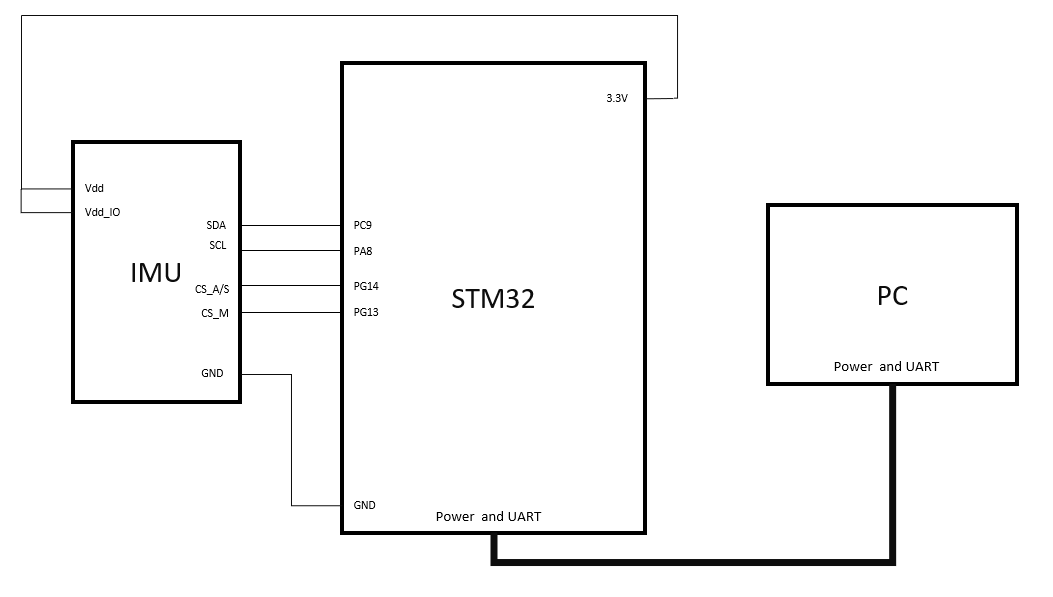 3.3V
Vdd
Vdd_IO
SDA
SCL
IMU
CS_A/S
CS_M
GND
PC9
PA8
PG14
PG13
STM32
GND
Power and UART
PC
Power and UART